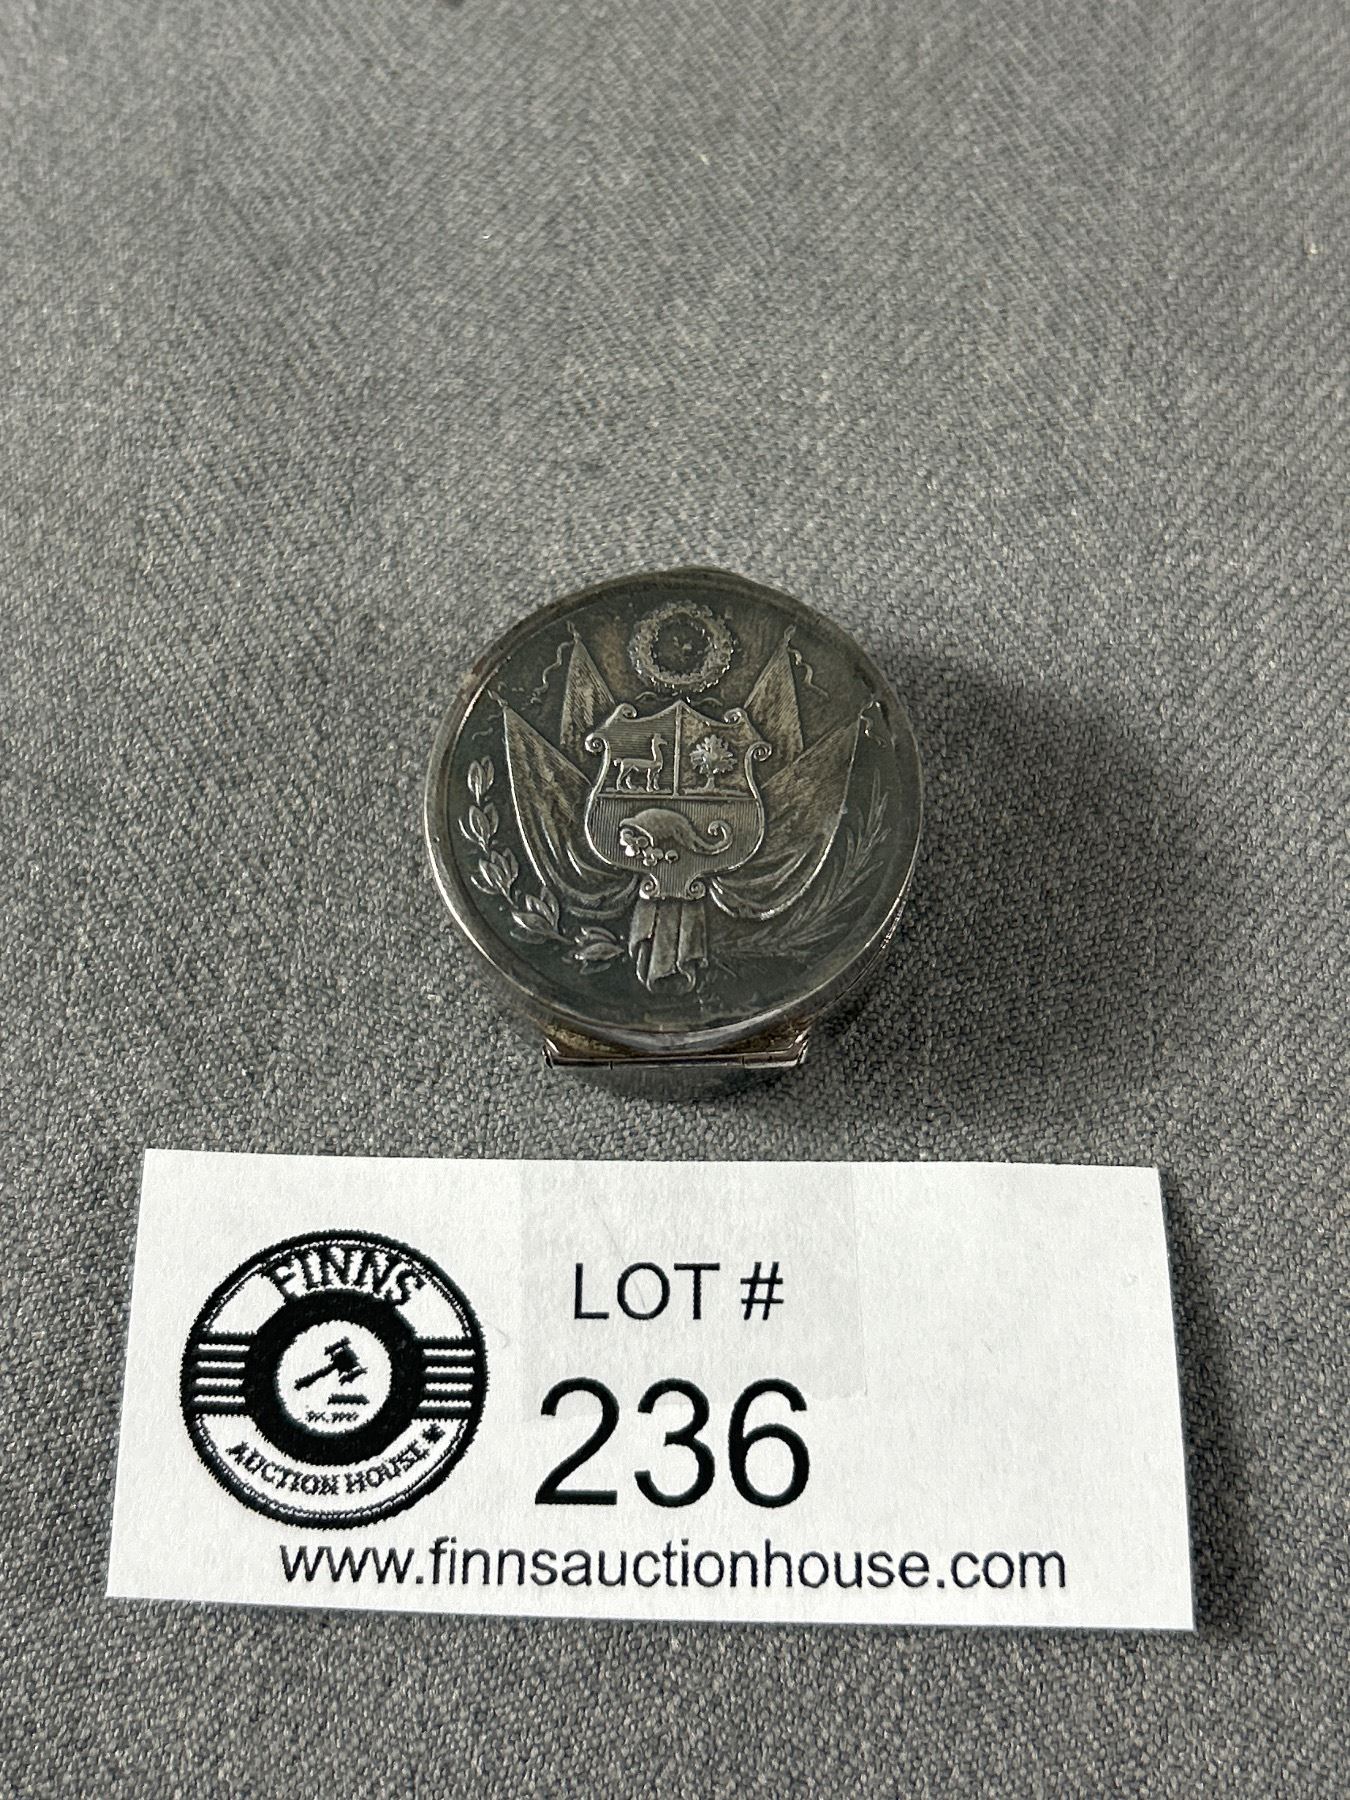 FINNS
AUCTION HOUSE
LOT #
236
www.finnsauctionhouse.com